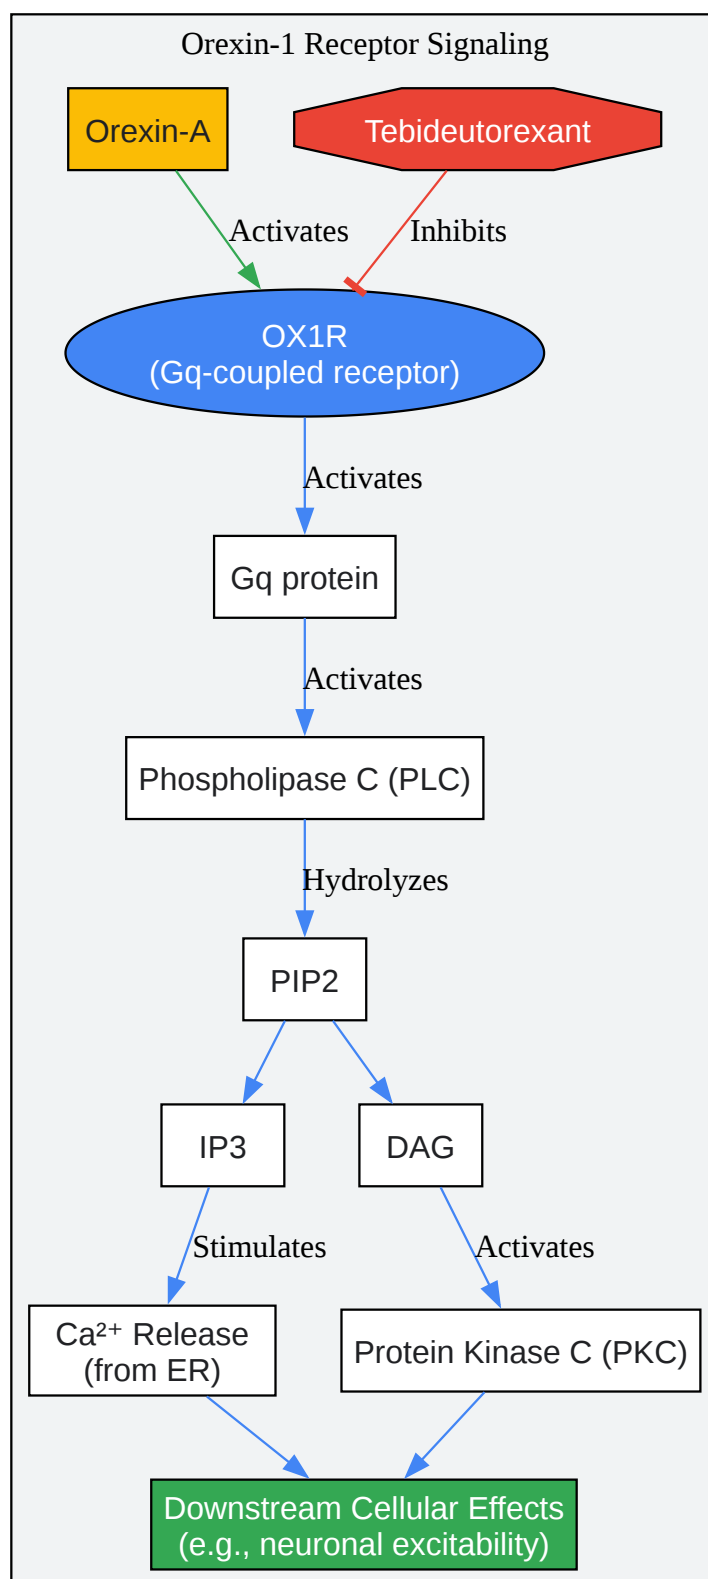 Orexin-1 Receptor Signaling
Orexin-A
Tebideutorexant
Activates
Inhibits
OX1R
(Gq-coupled receptor)
Activates
Gq protein
Activates
Phospholipase C (PLC)
Hydrolyzes
PIP2
IP3
DAG
Stimulates
Activates
Ca²⁺ Release
(from ER)
Protein Kinase C (PKC)
Downstream Cellular Effects
(e.g., neuronal excitability)